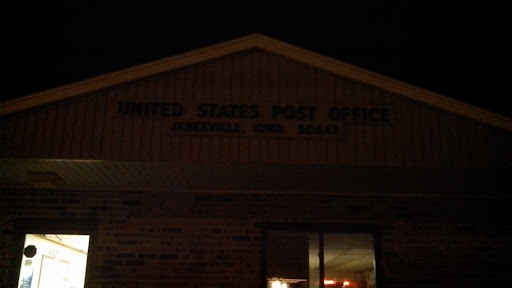 UNITED STATES POST OFFICE
JANESVILLE, IOWA 50647